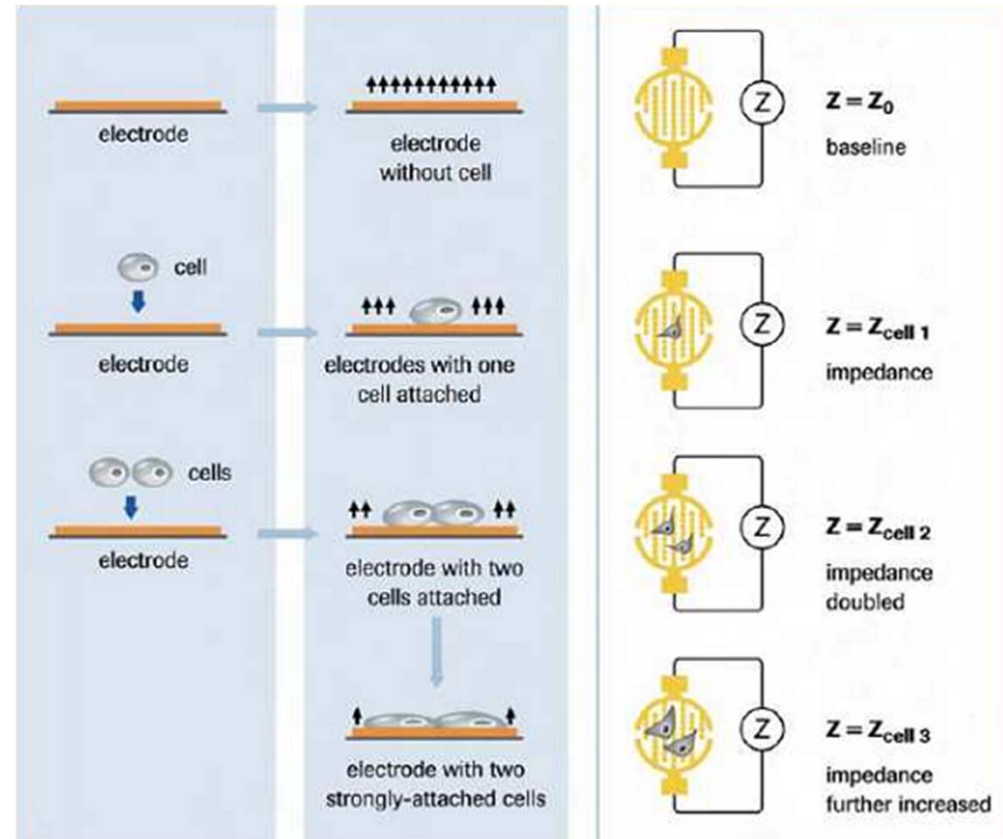 electrode
electrode
without cell
Z
Z = Z0
baseline
cell
electrode
electrodes with one
cell attached
Z
Z = Zcell 1
impedance
cells
electrode
electrode with two
cells attached
Z
Z = Zcell 2
impedance
doubled
electrode with two
strongly-attached cells
Z
Z = Zcell 3
impedance
further increased